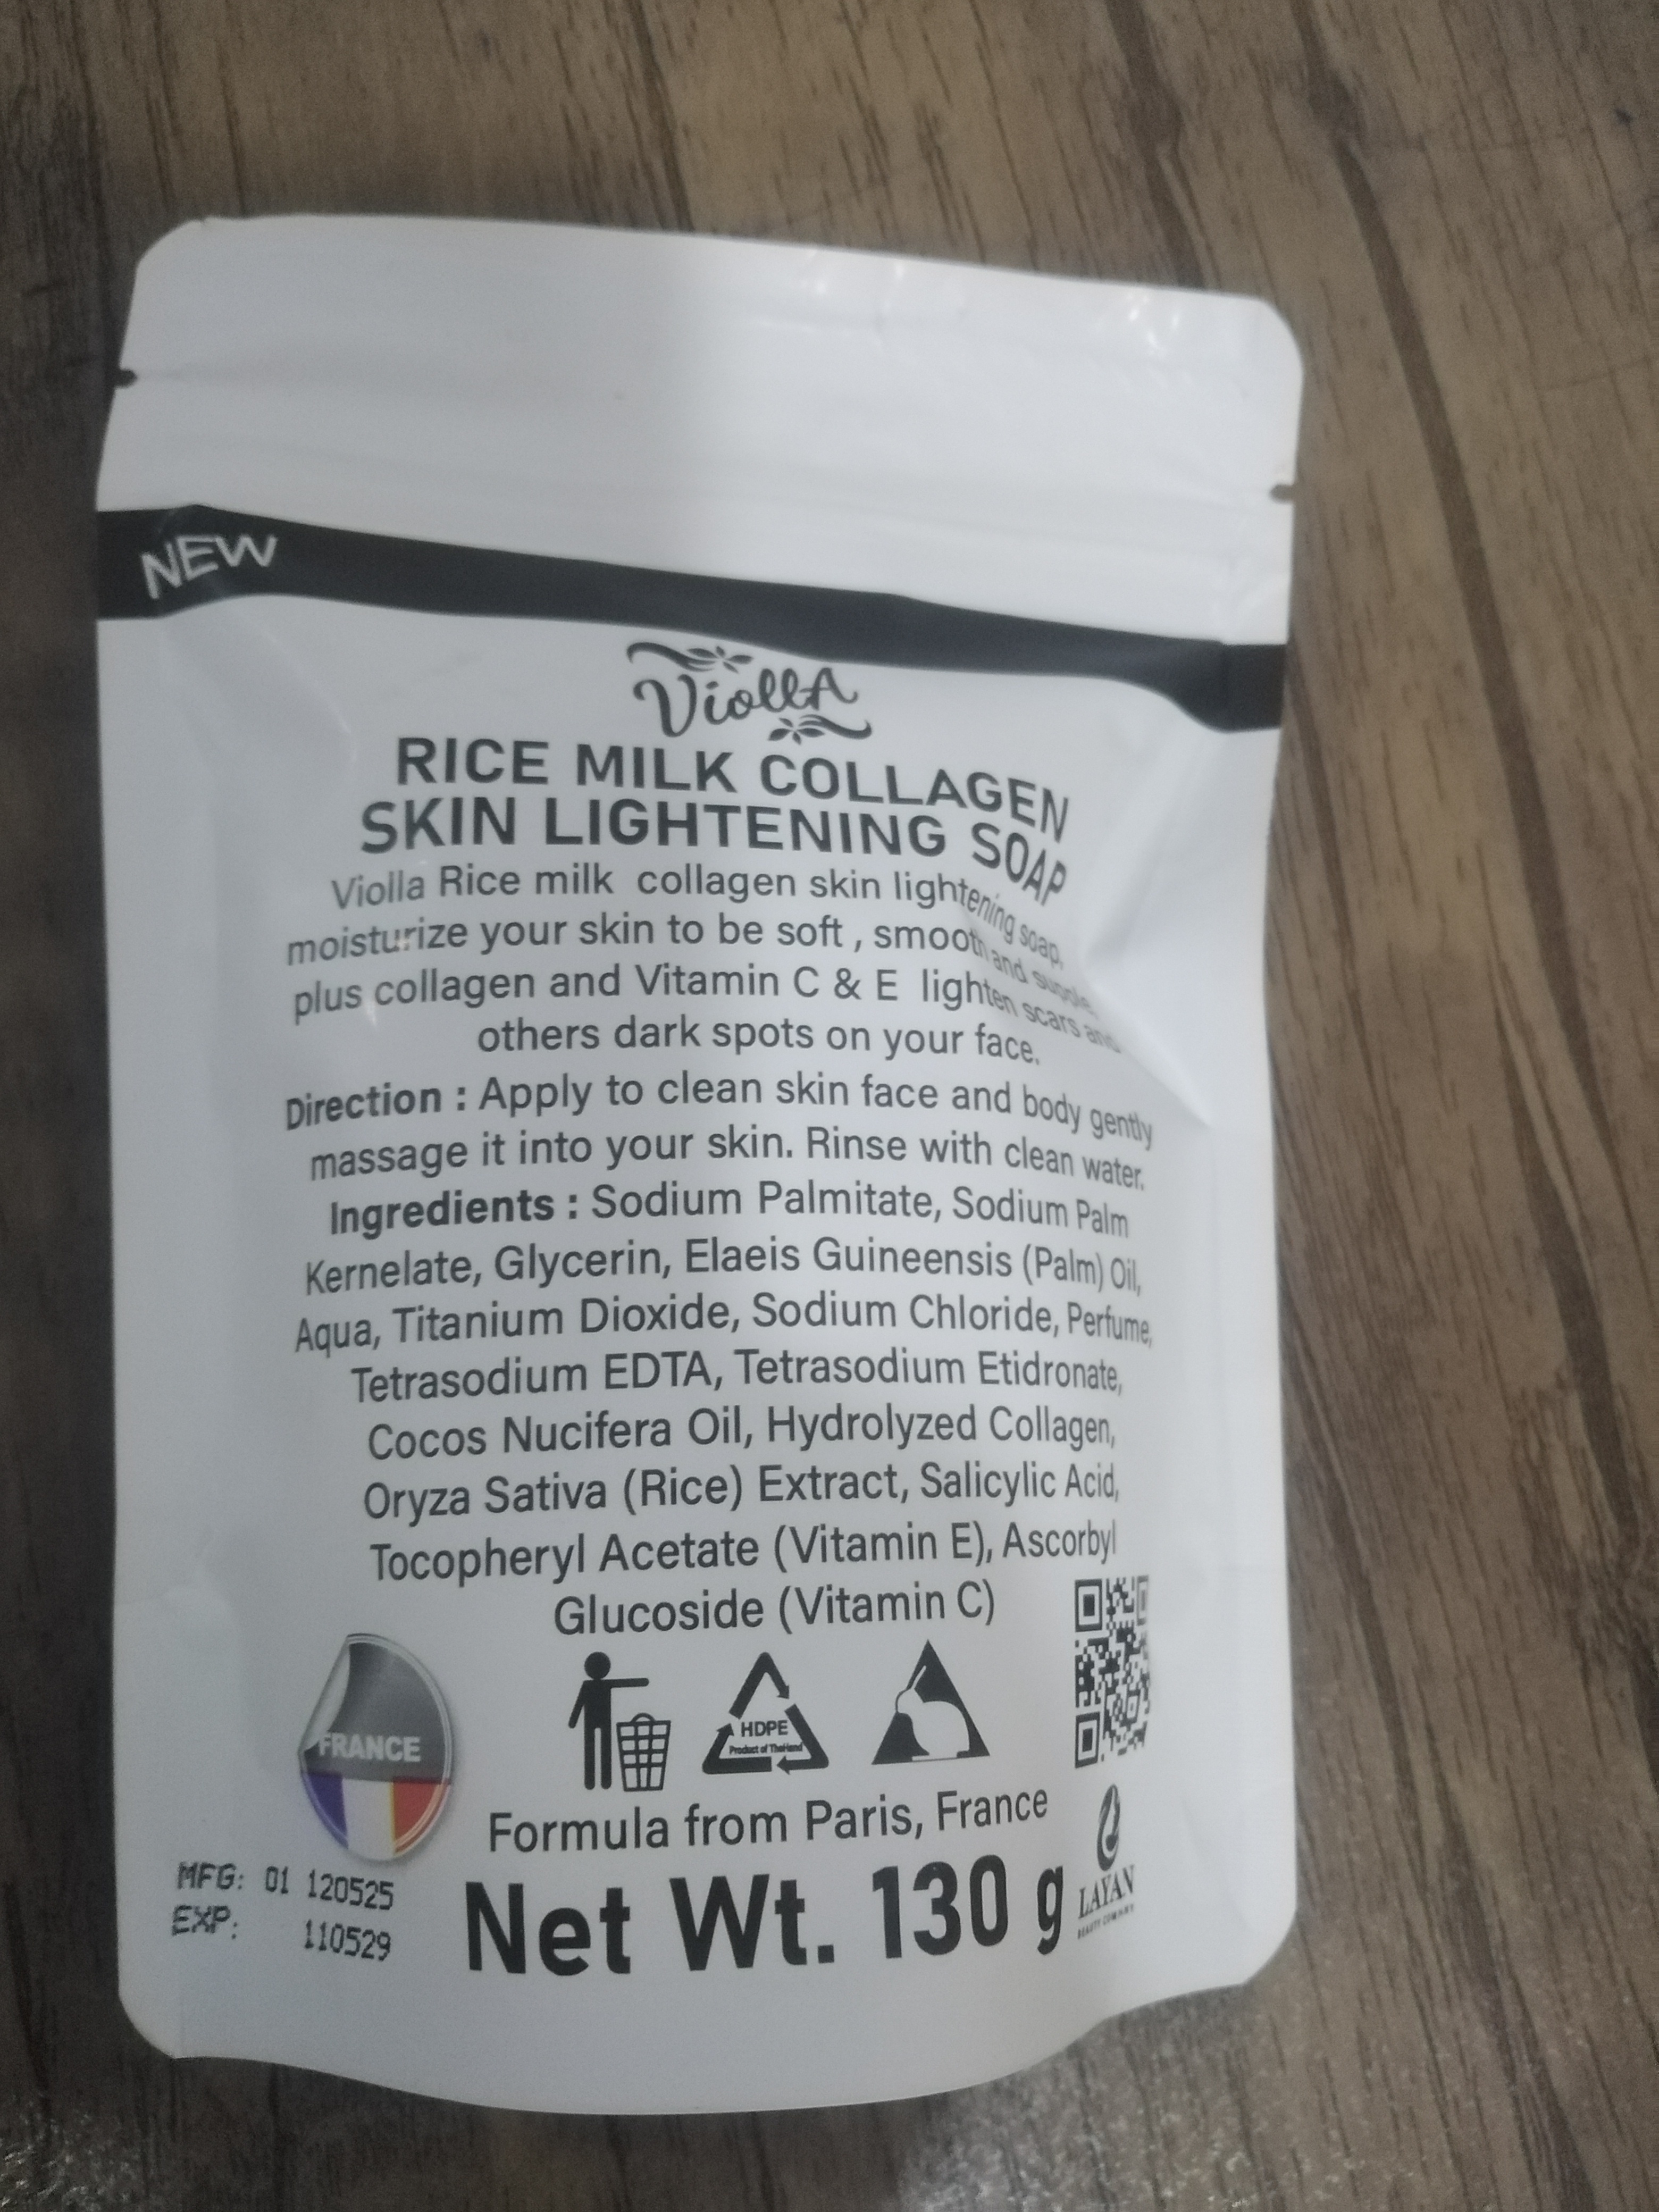 NEW
Violla
RICE MILK COLLAGEN
SKIN LIGHTENING SOAP
Violla Rice milk collagen skin lightening soap,
moisturize your skin to be soft , smooth and supple,
plus collagen and Vitamin C & E lighten scars and
others dark spots on your face.
Direction : Apply to clean skin face and body gently
massage it into your skin. Rinse with clean water.
Ingredients : Sodium Palmitate, Sodium Palm
Kernelate, Glycerin, Elaeis Guineensis (Palm) Oil,
Aqua, Titanium Dioxide, Sodium Chloride, Perfume,
Tetrasodium EDTA, Tetrasodium Etidronate,
Cocos Nucifera Oil, Hydrolyzed Collagen,
Oryza Sativa (Rice) Extract, Salicylic Acid,
Tocopheryl Acetate (Vitamin E), Ascorbyl
Glucoside (Vitamin C)
FRANCE
HDPE
Product of Thailand
Formula from Paris, France
MFG: 01 120525
EXP: 110529
Net Wt. 130 g
LAYAN
BEAUTY COMPANY